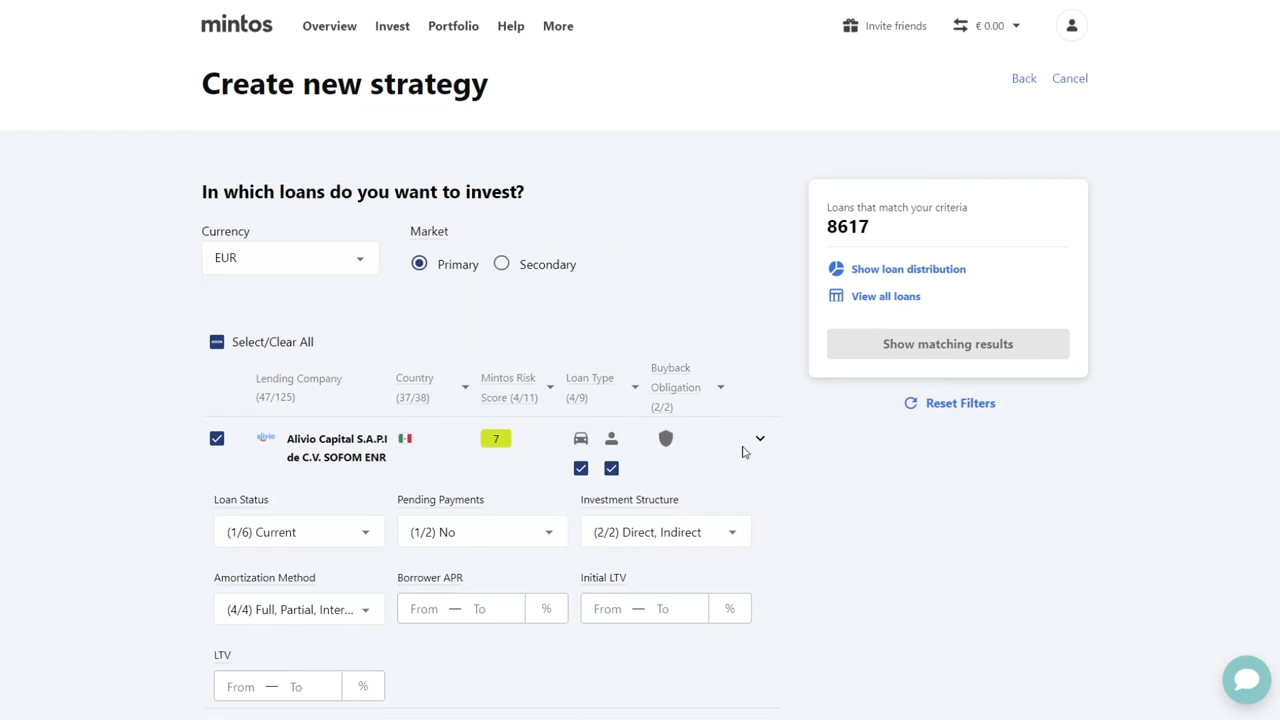 mintos
Overview
Invest
Portfolio
Help
More
Invite friends
€ 0.00
Create new strategy
Back
Cancel
In which loans do you want to invest?
Currency
EUR
Market
Primary
Secondary
Loans that match your criteria
8617
Show loan distribution
View all loans
Show matching results
Reset Filters
Select/Clear All
Lending Company
(47/125)
Country
(37/38)
Mintos Risk
Score (4/11)
Loan Type
(4/9)
Buyback
Obligation
(2/2)
alivio
Alivio Capital S.A.P.I
de C.V. SOFOM ENR
7
Loan Status
(1/6) Current
Pending Payments
(1/2) No
Investment Structure
(2/2) Direct, Indirect
Amortization Method
(4/4) Full, Partial, Inter...
Borrower APR
From — To %
Initial LTV
From — To %
LTV
From — To %